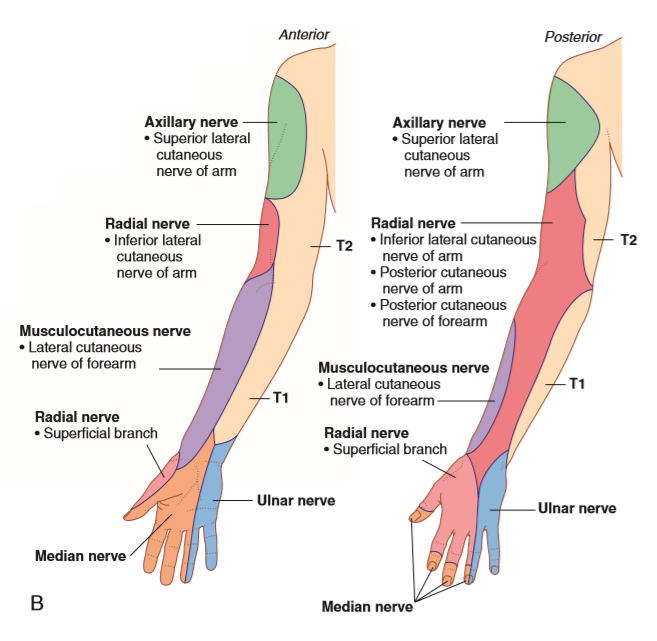 Anterior
Axillary nerve
• Superior lateral
cutaneous
nerve of arm
Radial nerve
• Inferior lateral
cutaneous
nerve of arm
T2
Musculocutaneous nerve
• Lateral cutaneous
nerve of forearm
T1
Radial nerve
• Superficial branch
Ulnar nerve
Median nerve
B
Posterior
Axillary nerve
• Superior lateral
cutaneous
nerve of arm
Radial nerve
• Inferior lateral cutaneous
nerve of arm
• Posterior cutaneous
nerve of arm
• Posterior cutaneous
nerve of forearm
T2
Musculocutaneous nerve
• Lateral cutaneous
nerve of forearm
T1
Radial nerve
• Superficial branch
Ulnar nerve
Median nerve